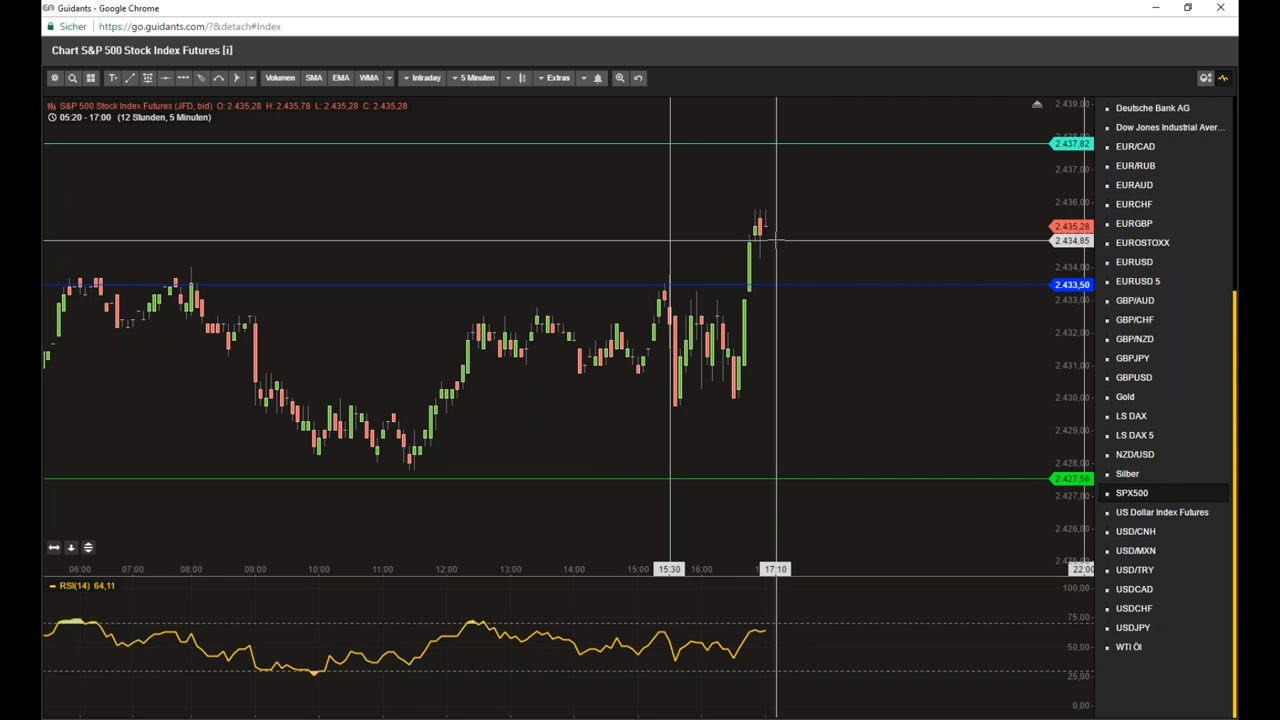 Guidants - Google Chrome
Sicher https://go.guidants.com/?&detach#Index
Chart S&P 500 Stock Index Futures [i]
Volumen SMA EMA WMA Intraday 5 Minuten Extras
S&P 500 Stock Index Futures (JFD, bid) O: 2.435,28 H: 2.435,78 L: 2.435,28 C: 2.435,28
05:20 - 17:00 (12 Stunden, 5 Minuten)
2.439,00
2.437,82
2.437,00
2.436,00
2.435,28
2.434,85
2.434,00
2.433,50
2.433,00
2.432,00
2.431,00
2.430,00
2.429,00
2.428,00
2.427,56
2.427,00
2.426,00
06:00 07:00 08:00 09:00 10:00 11:00 12:00 13:00 14:00 15:00 15:30 16:00 17:10
RSI(14) 64,11
100,00
75,00
50,00
25,00
0,00
Deutsche Bank AG
Dow Jones Industrial Aver...
EUR/CAD
EUR/RUB
EURAUD
EURCHF
EURGBP
EUROSTOXX
EURUSD
EURUSD 5
GBP/AUD
GBP/CHF
GBP/NZD
GBPJPY
GBPUSD
Gold
LS DAX
LS DAX 5
NZD/USD
Silber
SPX500
US Dollar Index Futures
USD/CNH
USD/MXN
USD/TRY
USDCAD
USDCHF
USDJPY
WTI Öl